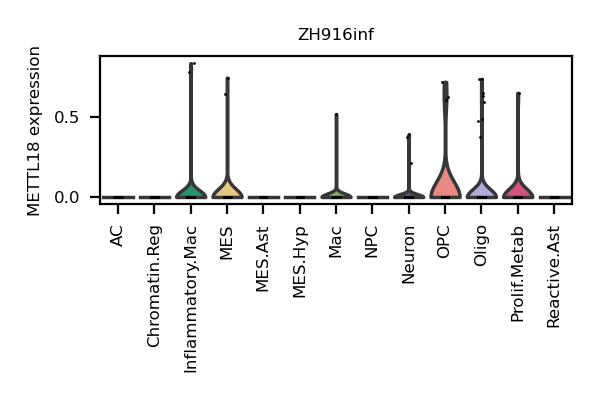 ZH916inf
METTL18 expression
0.5
0.0
AC
Chromatin.Reg
Inflammatory.Mac
MES
MES.Ast
MES.Hyp
Mac
NPC
Neuron
OPC
Oligo
Prolif.Metab
Reactive.Ast